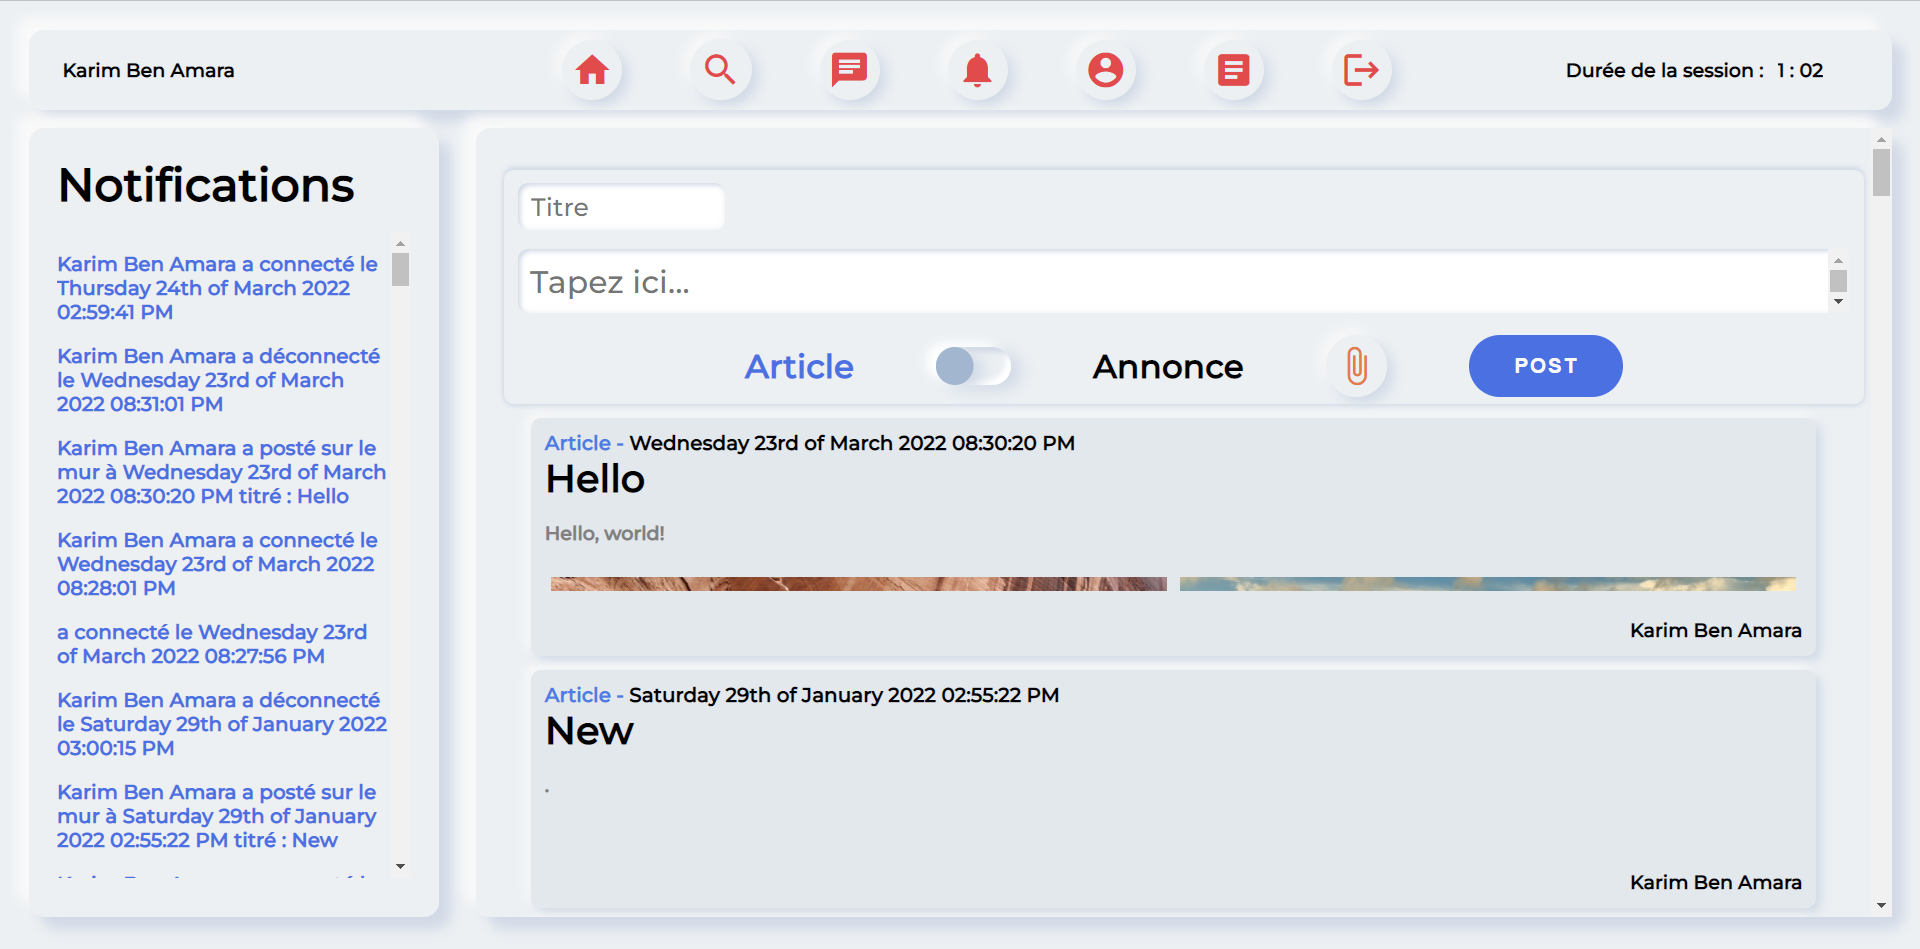 Karim Ben Amara
Durée de la session : 1 : 02
Notifications
Karim Ben Amara a connecté le
Thursday 24th of March 2022
02:59:41 PM
Karim Ben Amara a déconnecté
le Wednesday 23rd of March
2022 08:31:01 PM
Karim Ben Amara a posté sur le
mur à Wednesday 23rd of March
2022 08:30:20 PM titré : Hello
Karim Ben Amara a connecté le
Wednesday 23rd of March 2022
08:28:01 PM
a connecté le Wednesday 23rd
of March 2022 08:27:56 PM
Karim Ben Amara a déconnecté
le Saturday 29th of January 2022
03:00:15 PM
Karim Ben Amara a posté sur le
mur à Saturday 29th of January
2022 02:55:22 PM titré : New
Titre
Tapez ici...
Article
Annonce
POST
Article - Wednesday 23rd of March 2022 08:30:20 PM
Hello
Hello, world!
Karim Ben Amara
Article - Saturday 29th of January 2022 02:55:22 PM
New
.
Karim Ben Amara